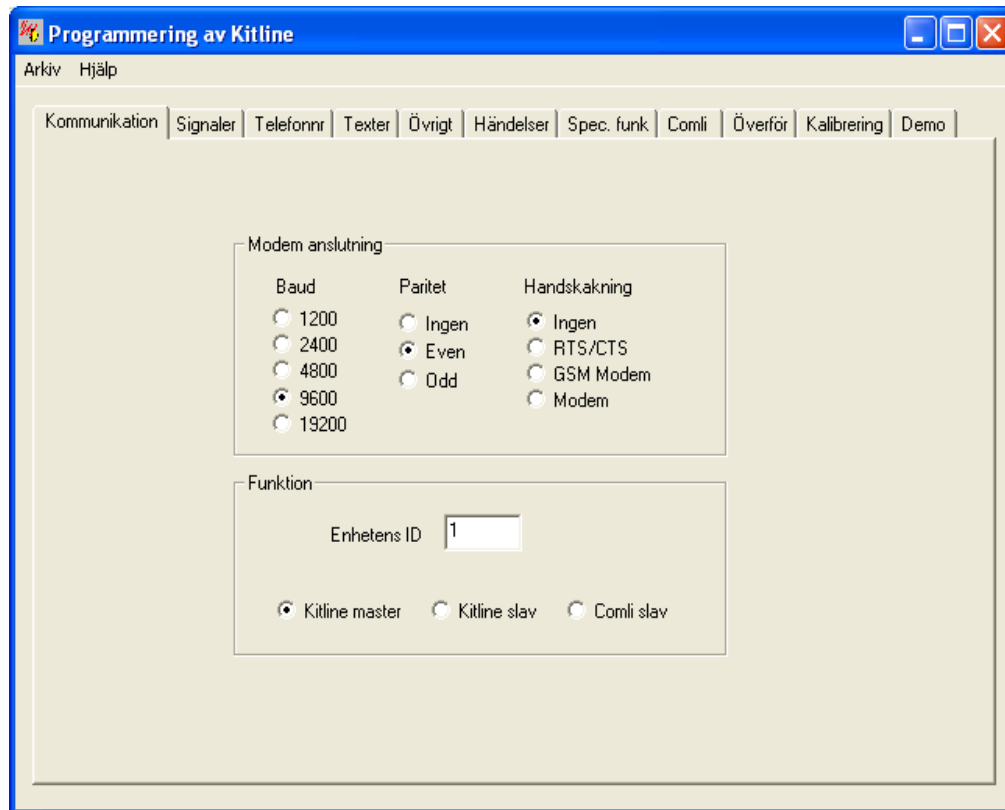 Programmering av Kitline
Arkiv Hjälp
Kommunikation Signaler Telefonnr Texter Övrigt Händelser Spec. funk Comli Överför Kalibrering Demo
Modem anslutning
Baud Paritet Handskakning
1200 Ingen Ingen
2400 Even RTS/CTS
4800 Odd GSM Modem
9600 Modem
19200
Funktion
Enhetens ID 1
Kitline master Kitline slav Comli slav